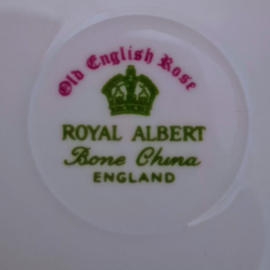 Old English Rose
ROYAL ALBERT
Bone China
ENGLAND